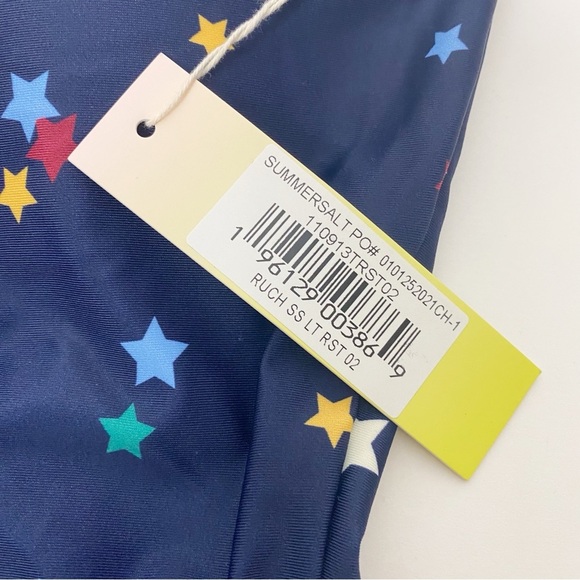 SUMMERSALT PO# 0101252021CH-1
110913TRST02
1 96129 00386 9
RUCH SS LT RST 02